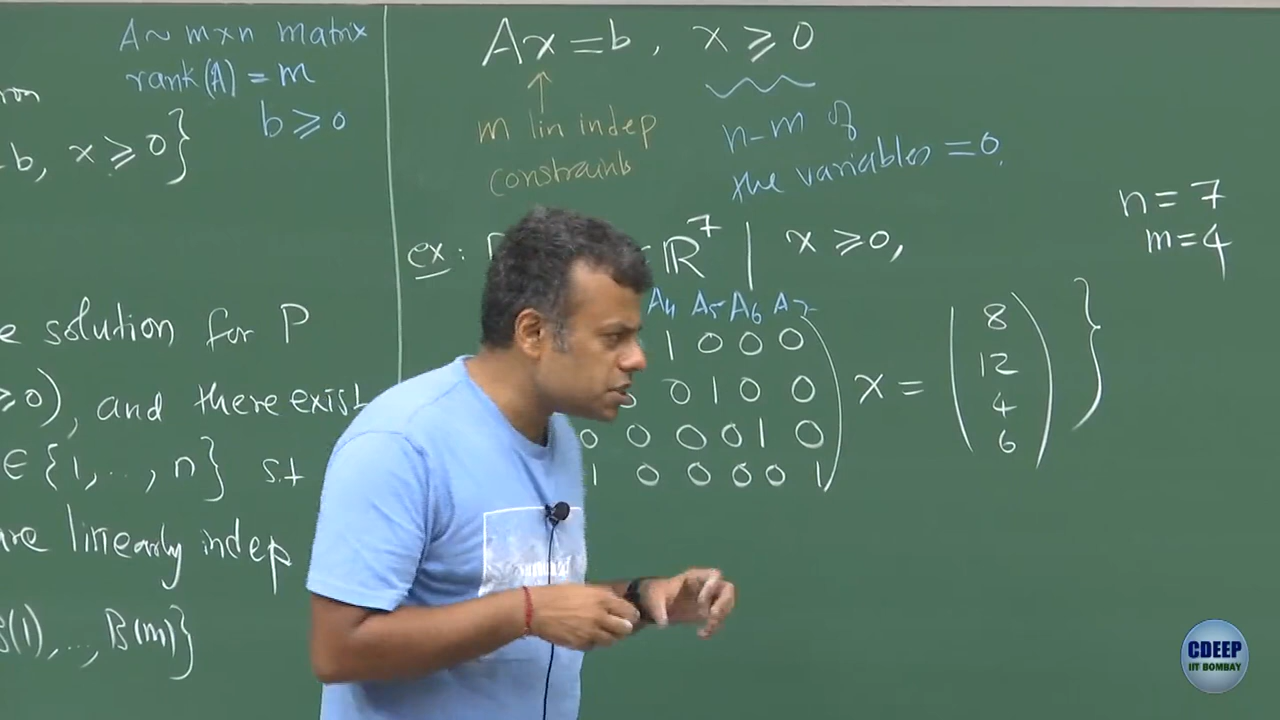 A ~ m×n matrix
rank(A) = m
b ≥ 0
b, x ≥ 0}
e solution for P
≥ 0), and there exist
∈ {1, .., n} s.t
are linearly indep
(1), .., B(m)}
Ax = b, x ≥ 0
↑
m lin indep
constraints
n-m of
the variables = 0.
n = 7
m = 4
ex: ℝ⁷ | x ≥ 0,
A4 A5 A6 A7
1 0 0 0
0 1 0 0
0 0 0 0 1 0
1 0 0 0 0 1
x = (8
12
4
6) }
CDEEP
IIT BOMBAY